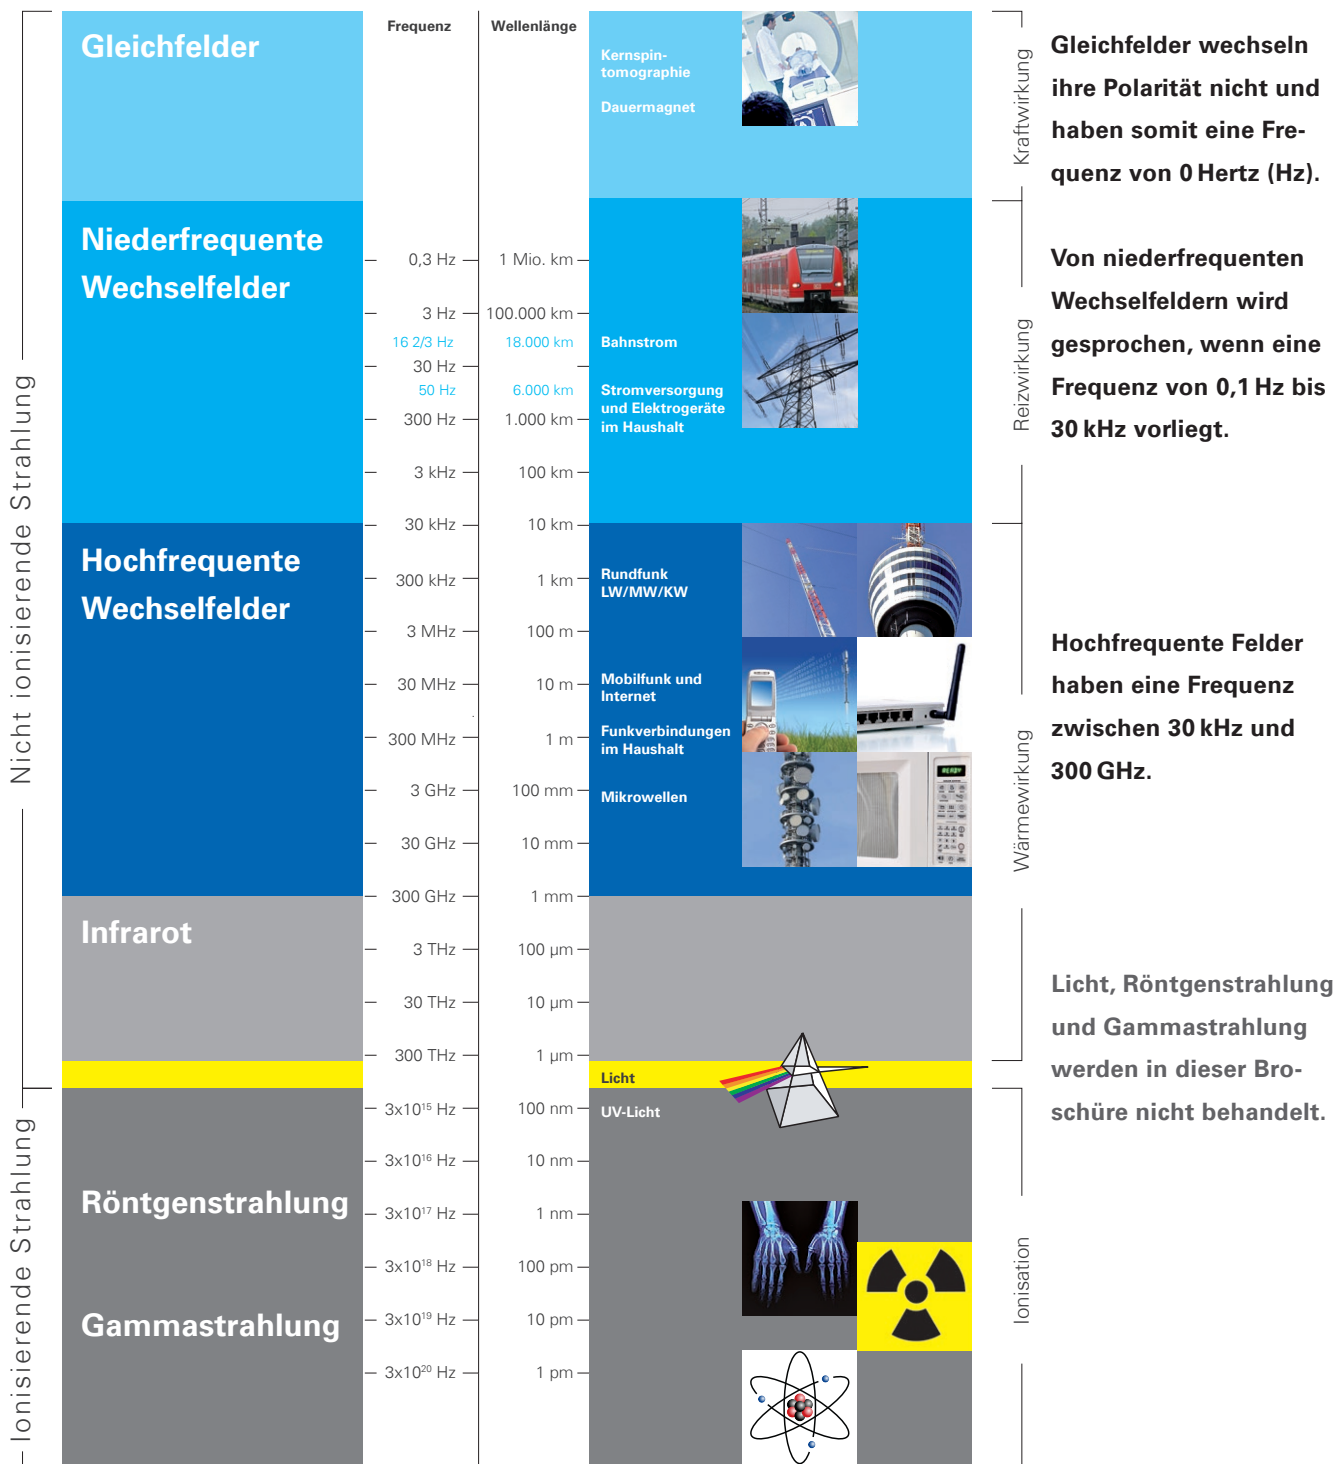 Nicht ionisierende Strahlung
Ionisierende Strahlung
Gleichfelder
Niederfrequente
Wechselfelder
Hochfrequente
Wechselfelder
Infrarot
Röntgenstrahlung
Gammastrahlung
Frequenz
Wellenlänge
0,3 Hz
1 Mio. km
3 Hz
100.000 km
16 2/3 Hz
18.000 km
30 Hz
50 Hz
6.000 km
300 Hz
1.000 km
3 kHz
100 km
30 kHz
10 km
300 kHz
1 km
3 MHz
100 m
30 MHz
10 m
300 MHz
1 m
3 GHz
100 mm
30 GHz
10 mm
300 GHz
1 mm
3 THz
100 µm
30 THz
10 µm
300 THz
1 µm
3x10¹⁵ Hz
100 nm
3x10¹⁶ Hz
10 nm
3x10¹⁷ Hz
1 nm
3x10¹⁸ Hz
100 pm
3x10¹⁹ Hz
10 pm
3x10²⁰ Hz
1 pm
Kernspin-
tomographie
Dauermagnet
Bahnstrom
Stromversorgung
und Elektrogeräte
im Haushalt
Rundfunk
LW/MW/KW
Mobilfunk und
Internet
Funkverbindungen
im Haushalt
Mikrowellen
READY
Licht
UV-Licht
Kraftwirkung
Reizwirkung
Wärmewirkung
Ionisation
Gleichfelder wechseln
ihre Polarität nicht und
haben somit eine Fre-
quenz von 0 Hertz (Hz).
Von niederfrequenten
Wechselfeldern wird
gesprochen, wenn eine
Frequenz von 0,1 Hz bis
30 kHz vorliegt.
Hochfrequente Felder
haben eine Frequenz
zwischen 30 kHz und
300 GHz.
Licht, Röntgenstrahlung
und Gammastrahlung
werden in dieser Bro-
schüre nicht behandelt.